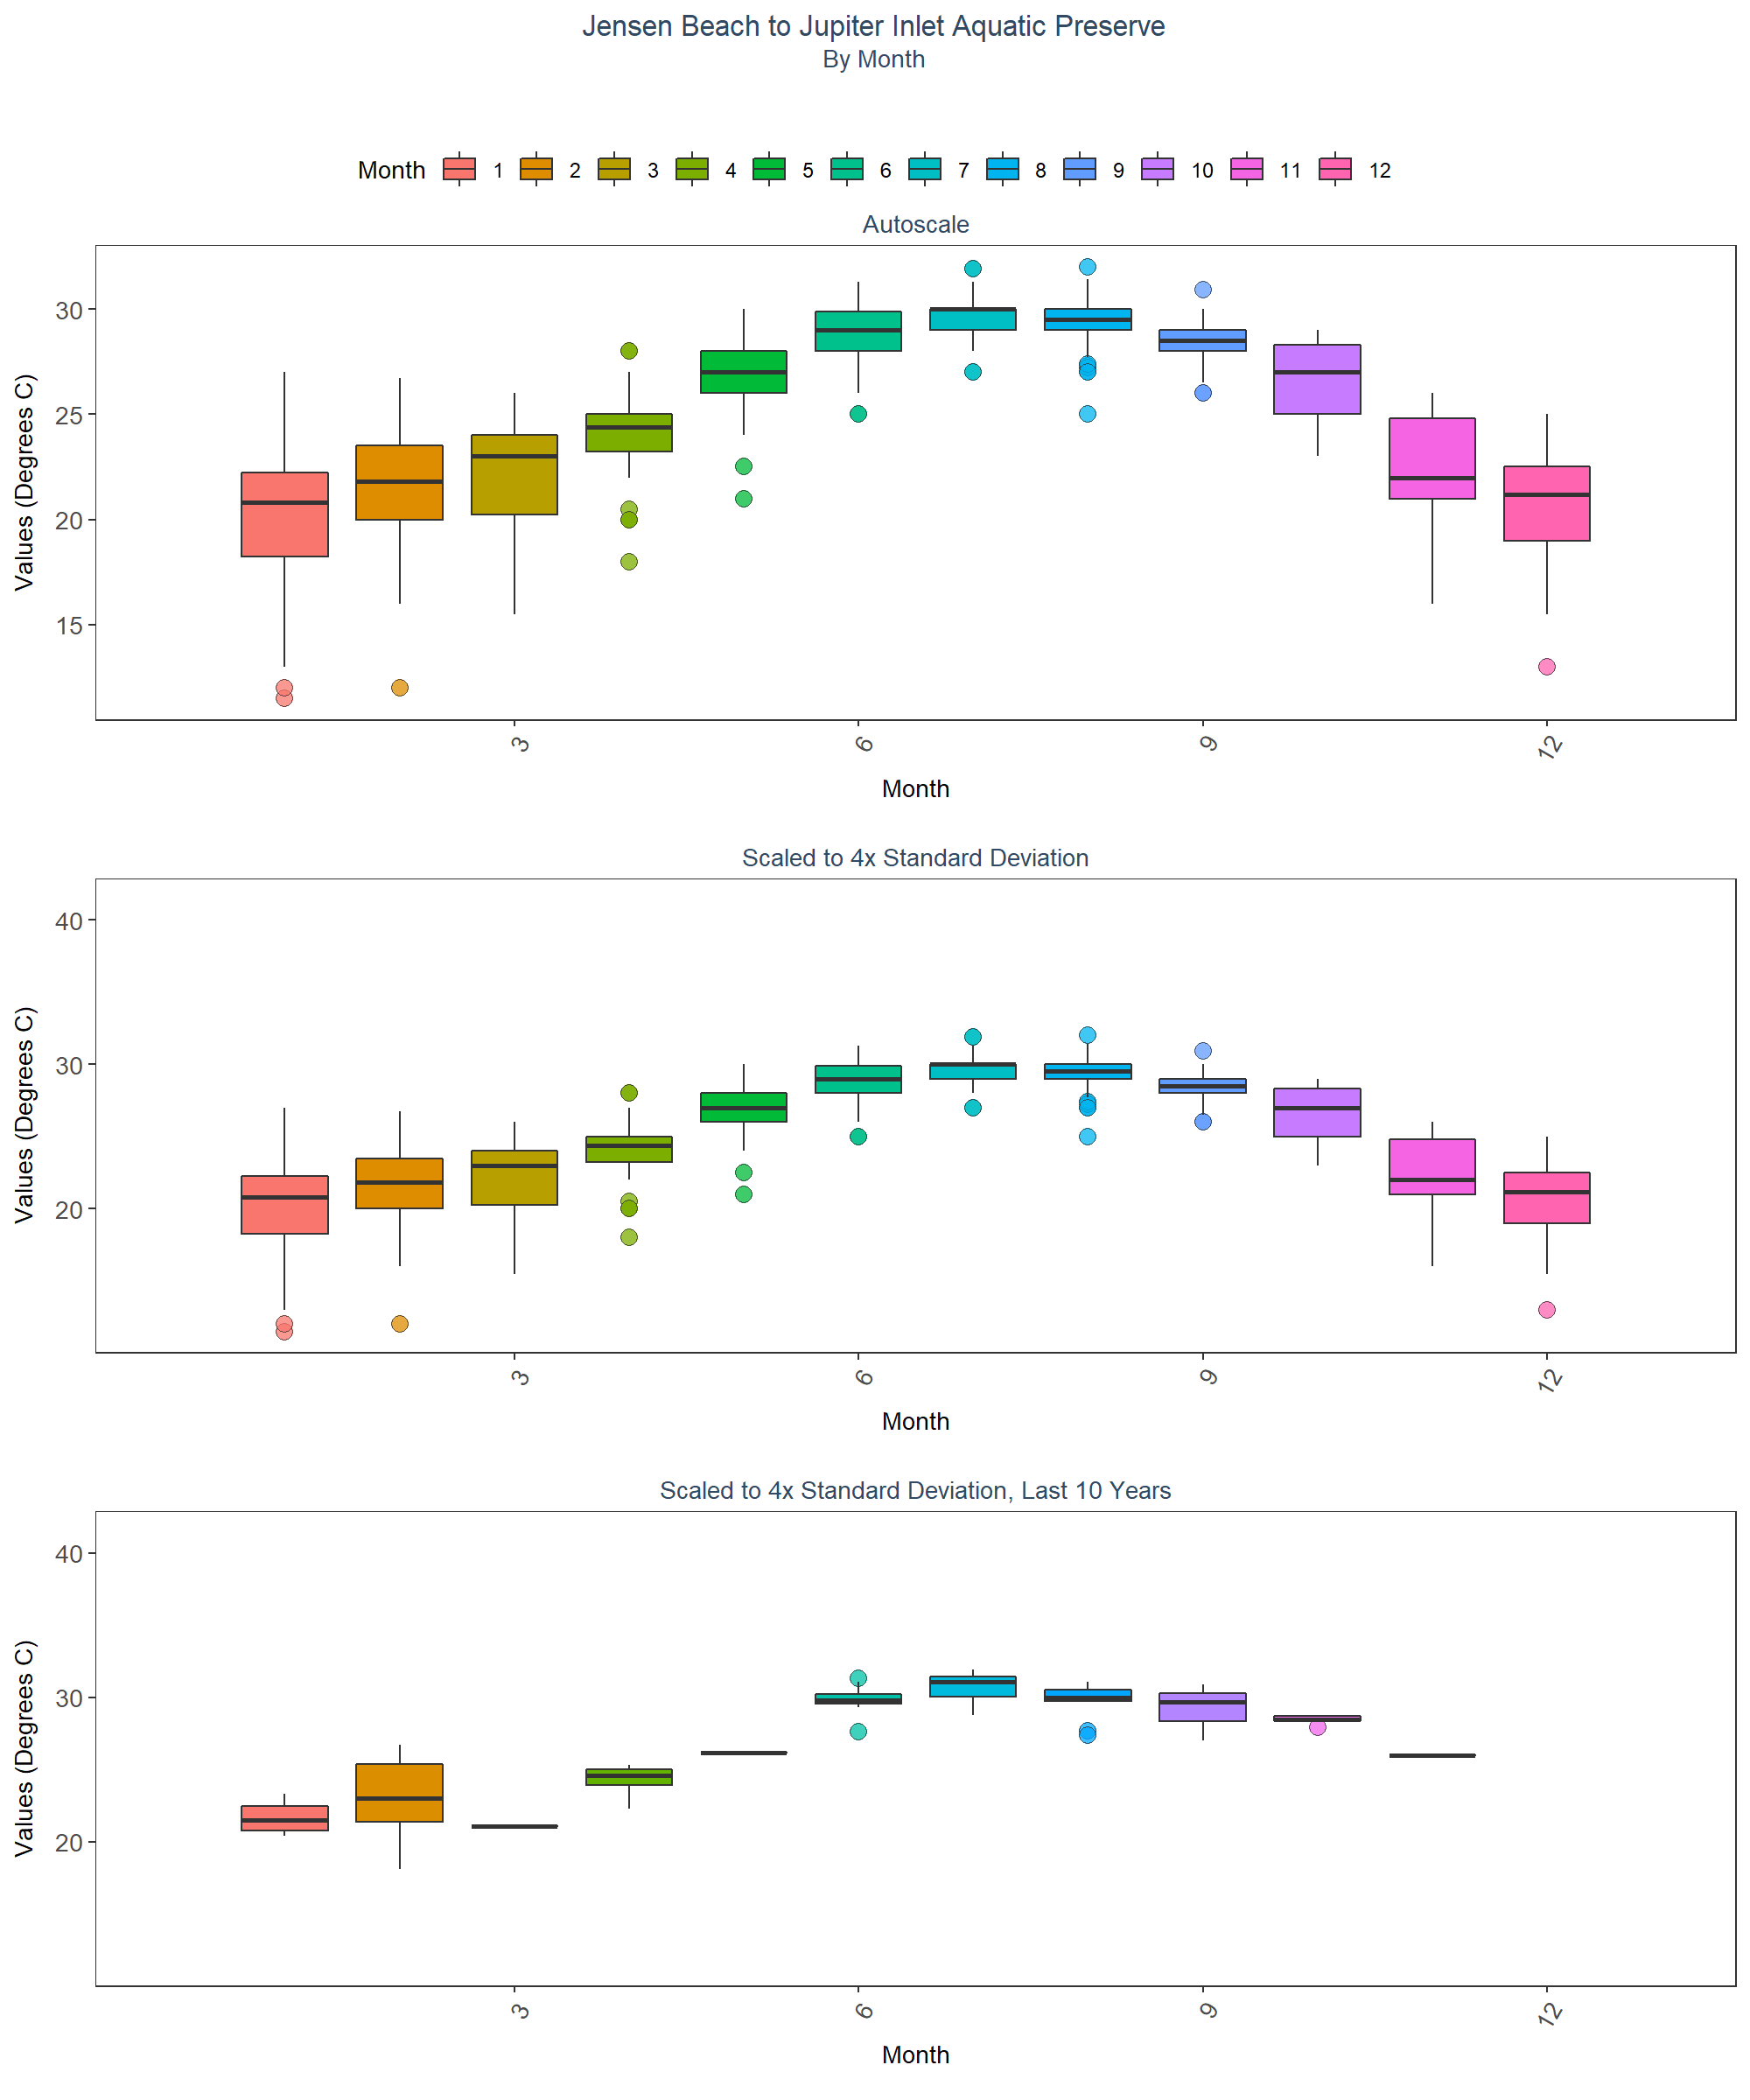 Jensen Beach to Jupiter Inlet Aquatic Preserve
By Month
Month 1 2 3 4 5 6 7 8 9 10 11 12
Autoscale
Values (Degrees C)
30
25
20
15
3 6 9 12
Month
Scaled to 4x Standard Deviation
Values (Degrees C)
40
30
20
3 6 9 12
Month
Scaled to 4x Standard Deviation, Last 10 Years
Values (Degrees C)
40
30
20
3 6 9 12
Month